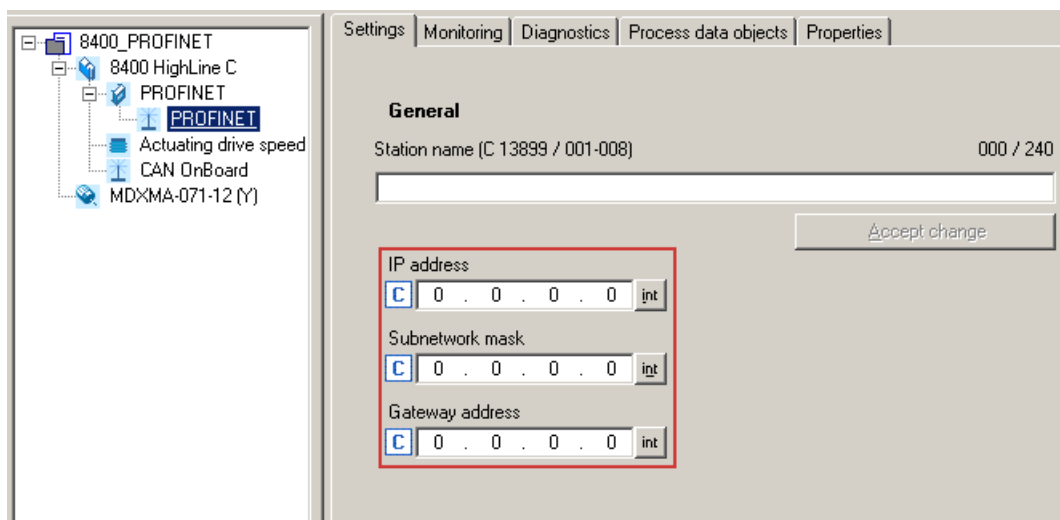 8400_PROFINET
8400 HighLine C
PROFINET
PROFINET
Actuating drive speed
CAN OnBoard
MDXMA-071-12 (Y)
Settings Monitoring Diagnostics Process data objects Properties
General
Station name (C 13899 / 001-008) 000 / 240
Accept change
IP address
C 0 . 0 . 0 . 0 int
Subnetwork mask
C 0 . 0 . 0 . 0 int
Gateway address
C 0 . 0 . 0 . 0 int